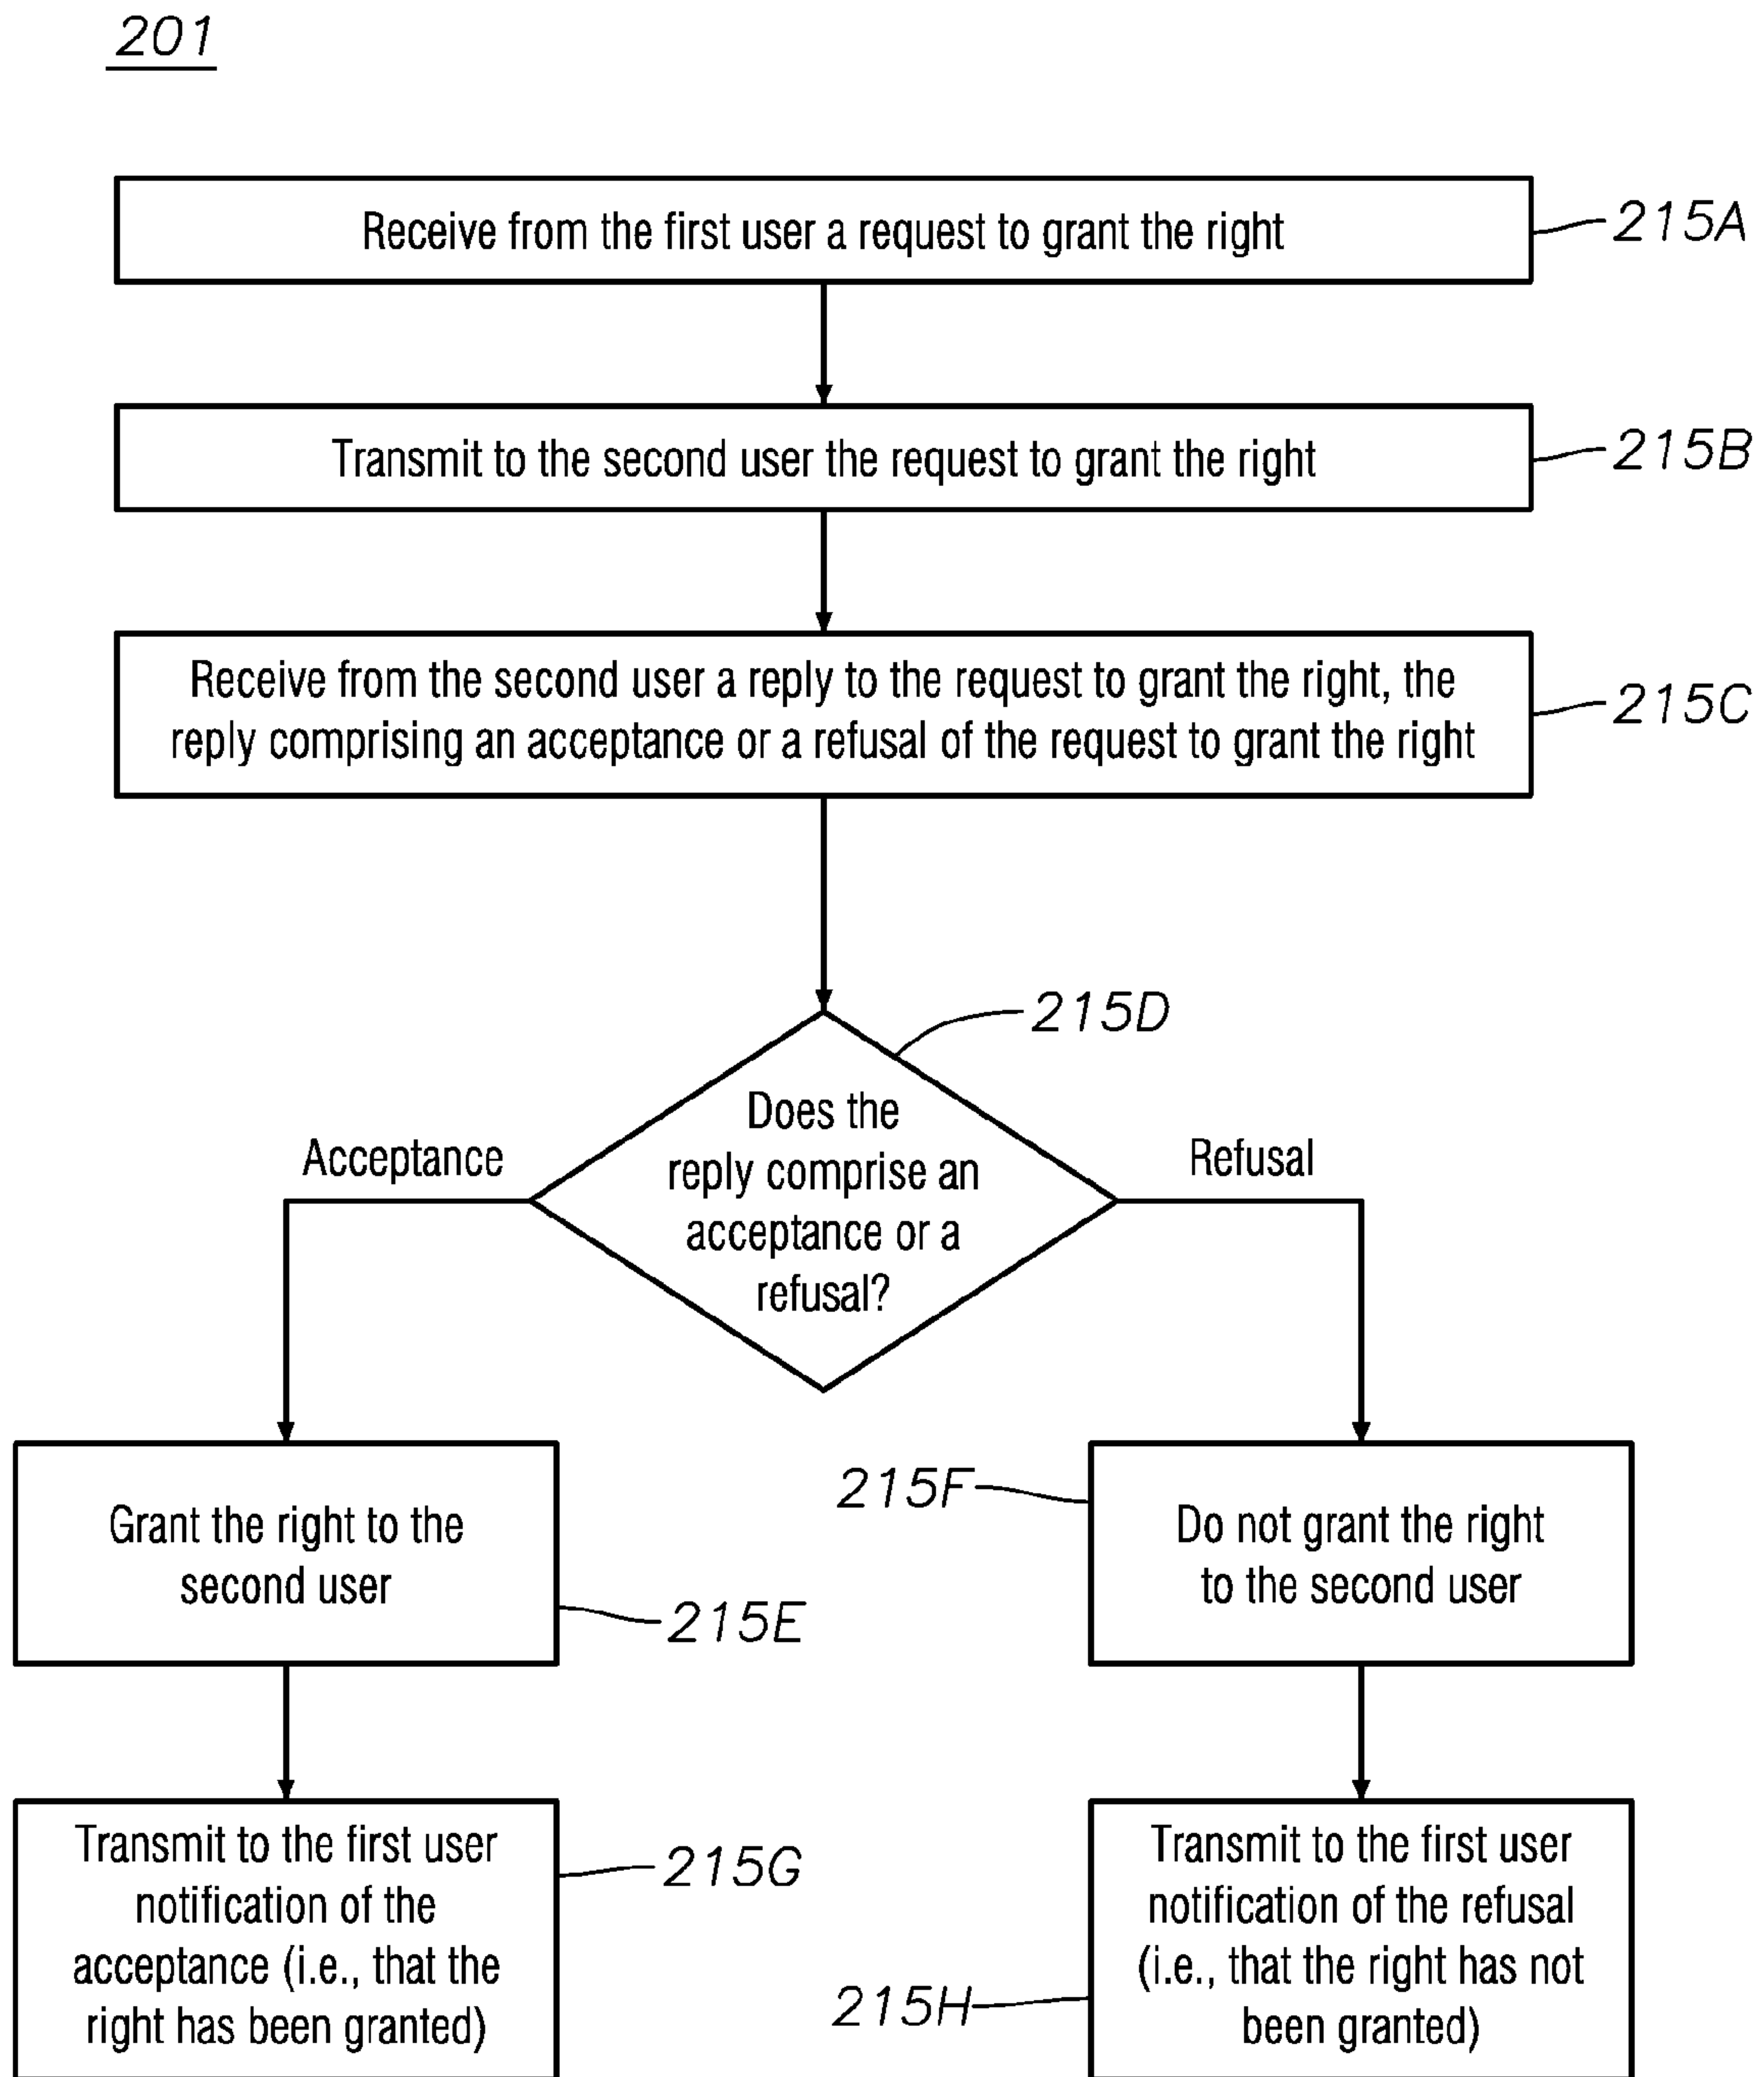 201
Receive from the first user a request to grant the right
215A
Transmit to the second user the request to grant the right
215B
Receive from the second user a reply to the request to grant the right, the
reply comprising an acceptance or a refusal of the request to grant the right
215C
215D
Does the
reply comprise an
acceptance or a
refusal?
Acceptance
Refusal
Grant the right to the
second user
215E
215F
Do not grant the right
to the second user
Transmit to the first user
notification of the
acceptance (i.e., that the
right has been granted)
215G
Transmit to the first user
notification of the refusal
(i.e., that the right has not
been granted)
215H